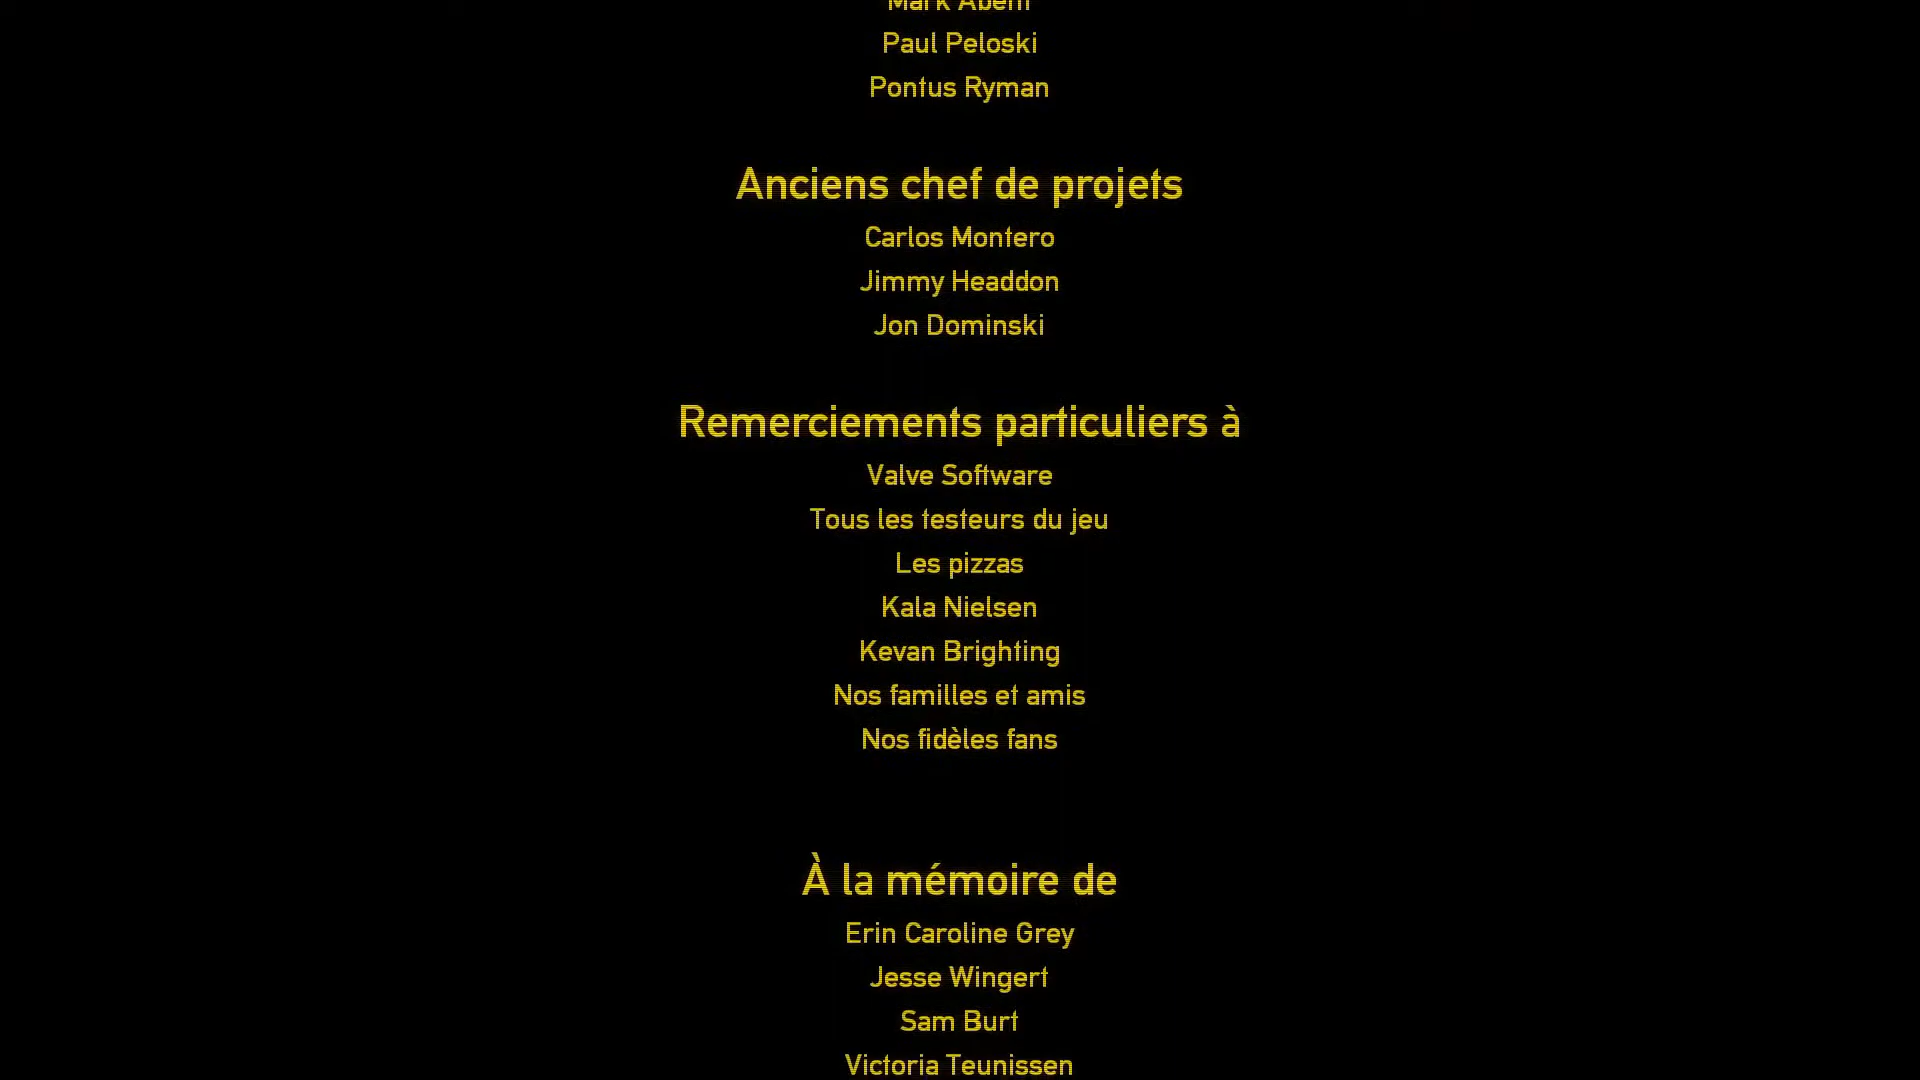 Paul Peloski
Pontus Ryman
Anciens chef de projets
Carlos Montero
Jimmy Headdon
Jon Dominski
Remerciements particuliers à
Valve Software
Tous les testeurs du jeu
Les pizzas
Kala Nielsen
Kevan Brighting
Nos familles et amis
Nos fidèles fans
À la mémoire de
Erin Caroline Grey
Jesse Wingert
Sam Burt
Victoria Teunissen